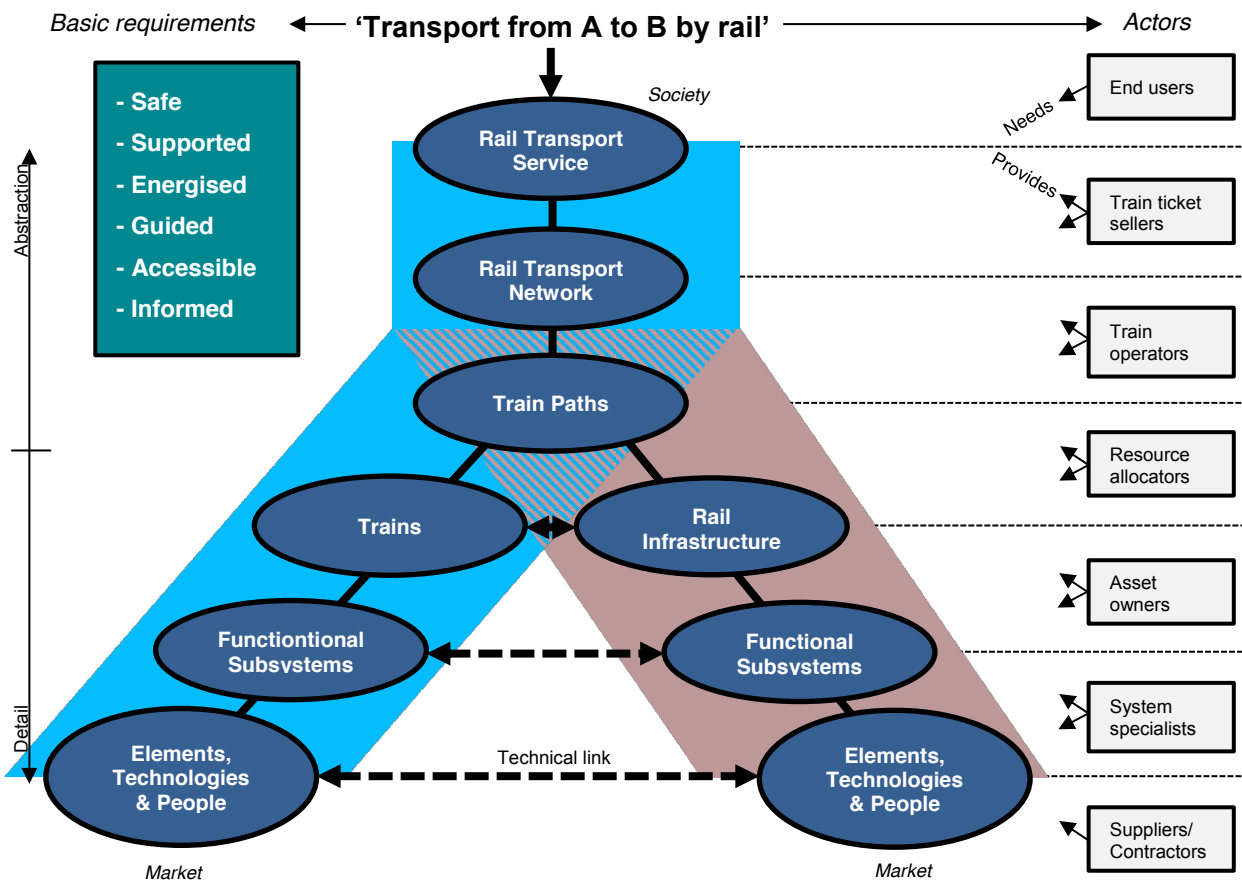 Basic requirements
‘Transport from A to B by rail’
Actors
- Safe
- Supported
- Energised
- Guided
- Accessible
- Informed
Abstraction
Detail
Society
Rail Transport
Service
Rail Transport
Network
Train Paths
Trains
Rail
Infrastructure
Functiontional
Subsystems
Functional
Subsystems
Elements,
Technologies
& People
Technical link
Elements,
Technologies
& People
Market
Market
Needs
Provides
End users
Train ticket
sellers
Train
operators
Resource
allocators
Asset
owners
System
specialists
Suppliers/
Contractors